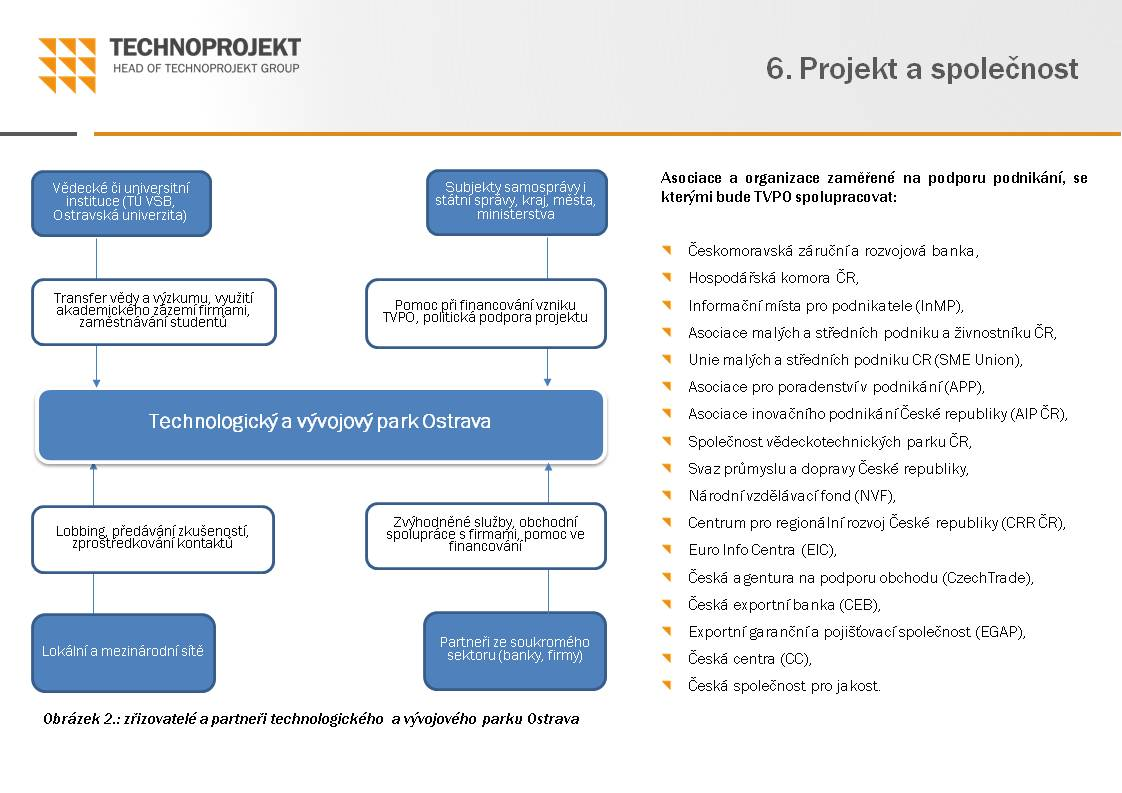 TECHNOPROJEKT
HEAD OF TECHNOPROJEKT GROUP
6. Projekt a společnost
Vědecké či universitní
instituce (TU VSB,
Ostravská univerzita)
Subjekty samosprávy i
státní správy, kraj, města,
ministerstva
Transfer vědy a výzkumu, využití
akademického zázemí firmami,
zaměstnávání studentů
Pomoc při financování vzniku
TVPO, politická podpora projektu
Technologický a vývojový park Ostrava
Lobbing, předávání zkušeností,
zprostředkování kontaktů
Zvýhodněné služby, obchodní
spolupráce s firmami, pomoc ve
financování
Lokální a mezinárodní sítě
Partneři ze soukromého
sektoru (banky, firmy)
Obrázek 2.: zřizovatelé a partneři technologického a vývojového parku Ostrava
Asociace a organizace zaměřené na podporu podnikání, se
kterými bude TVPO spolupracovat:
Českomoravská záruční a rozvojová banka,
Hospodářská komora ČR,
Informační místa pro podnikatele (InMP),
Asociace malých a středních podniku a živnostníku ČR,
Unie malých a středních podniku CR (SME Union),
Asociace pro poradenství v podnikání (APP),
Asociace inovačního podnikání České republiky (AIP ČR),
Společnost vědeckotechnických parku ČR,
Svaz průmyslu a dopravy České republiky,
Národní vzdělávací fond (NVF),
Centrum pro regionální rozvoj České republiky (CRR ČR),
Euro Info Centra (EIC),
Česká agentura na podporu obchodu (CzechTrade),
Česká exportní banka (CEB),
Exportní garanční a pojišťovací společnost (EGAP),
Česká centra (CC),
Česká společnost pro jakost.